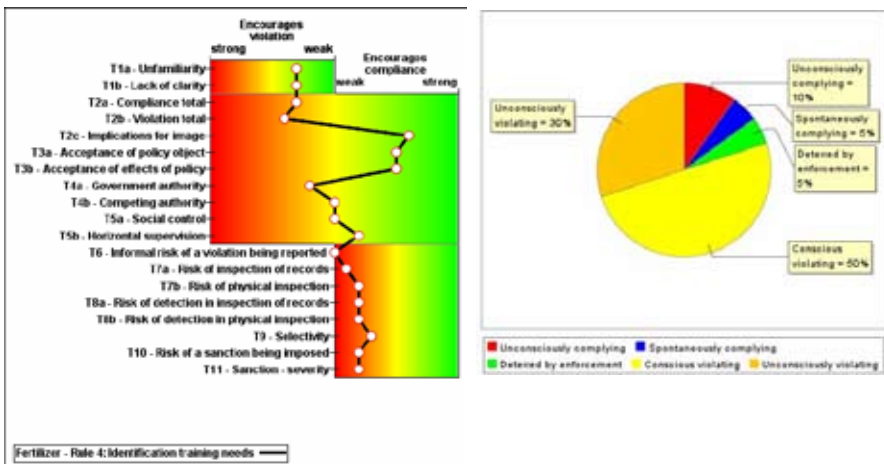 Encourages
violation
strong weak
Encourages
compliance
weak strong
T1a - Unfamiliarity
T1b - Lack of clarity
T2a - Compliance total
T2b - Violation total
T2c - Implications for image
T3a - Acceptance of policy object
T3b - Acceptance of effects of policy
T4a - Government authority
T4b - Competing authority
T5a - Social control
T5b - Horizontal supervision
T6 - Informal risk of a violation being reported
T7a - Risk of inspection of records
T7b - Risk of physical inspection
T8a - Risk of detection in inspection of records
T8b - Risk of detection in physical inspection
T9 - Selectivity
T10 - Risk of a sanction being imposed
T11 - Sanction - severity
Fertilizer - Rule 4: Identification training needs
Unconsciously
complying =
10%
Spontaneously
complying = 5%
Deterred by
enforcement =
5%
Conscious
violating = 50%
Unconsciously
violating = 30%
Unconsciously complying Spontaneously complying
Deterred by enforcement Conscious violating Unconsciously violating